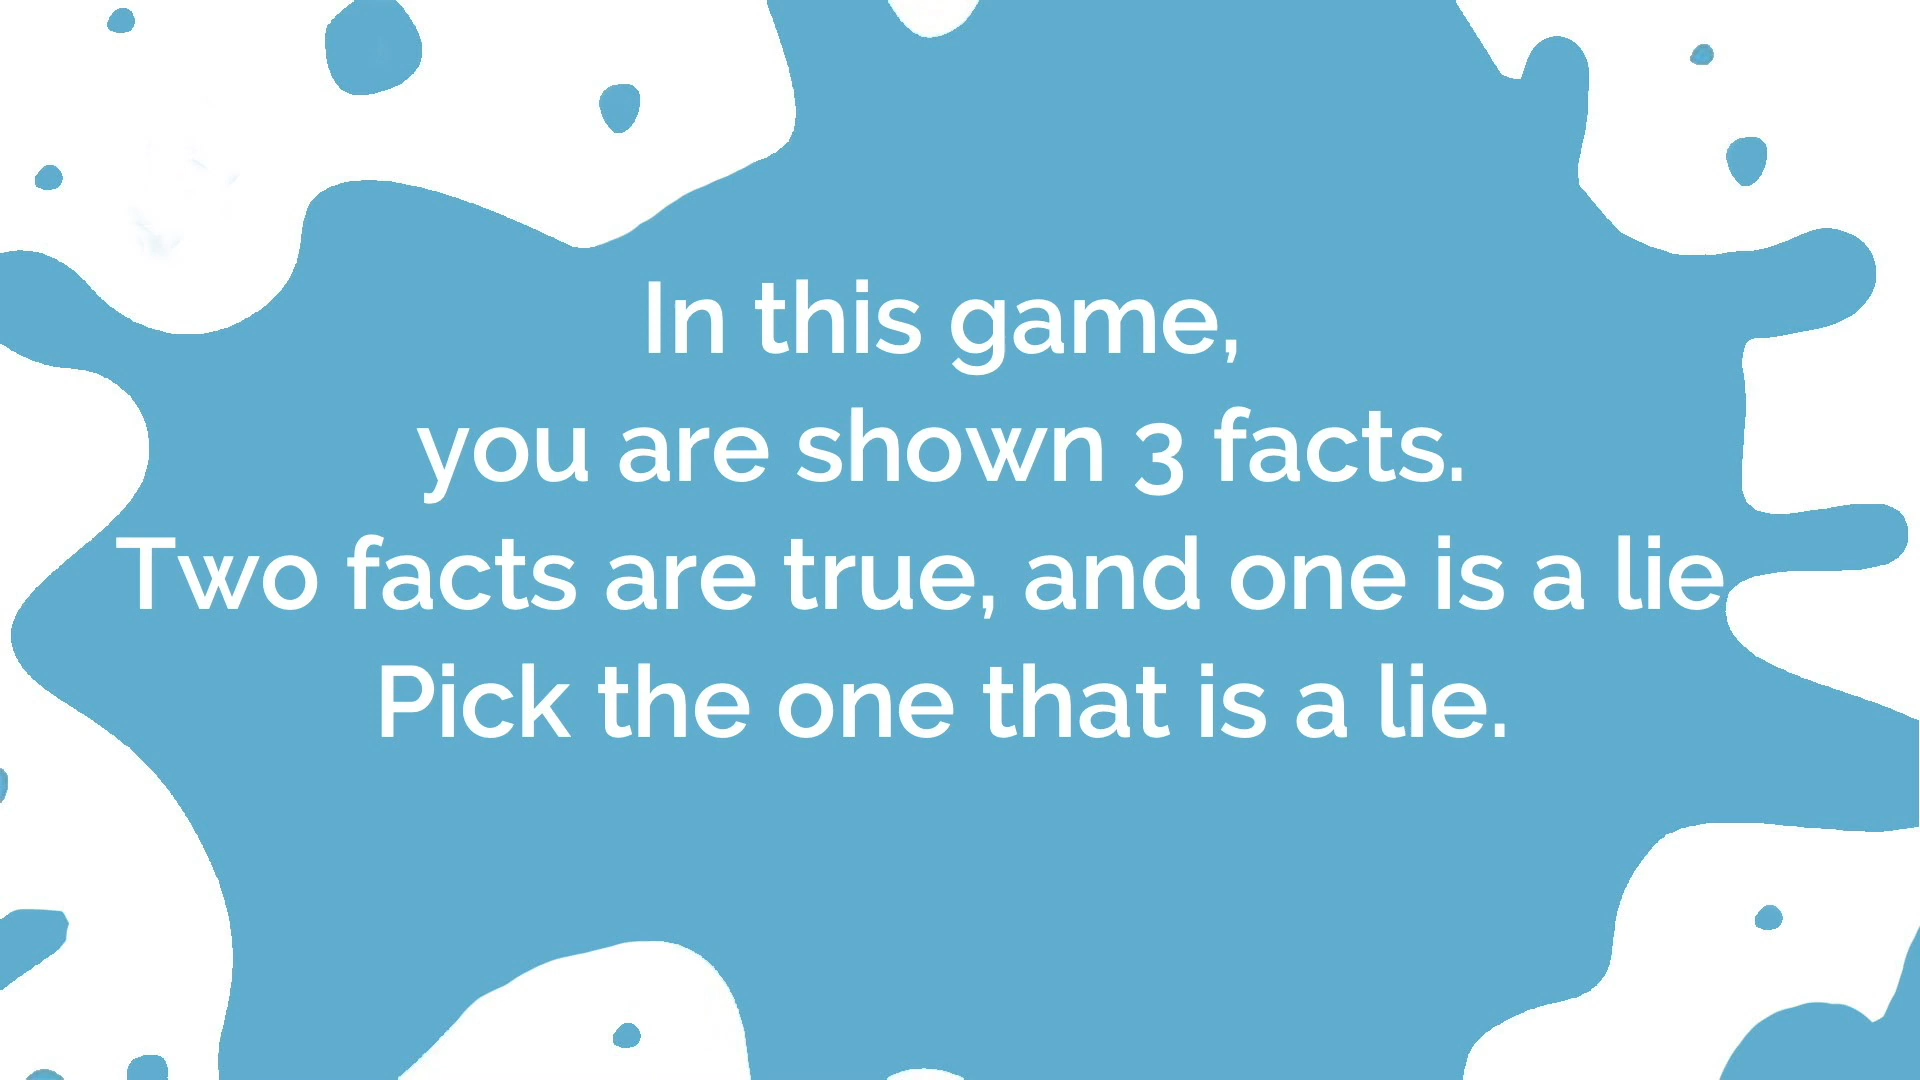 In this game,
you are shown 3 facts.
Two facts are true, and one is a lie
Pick the one that is a lie.